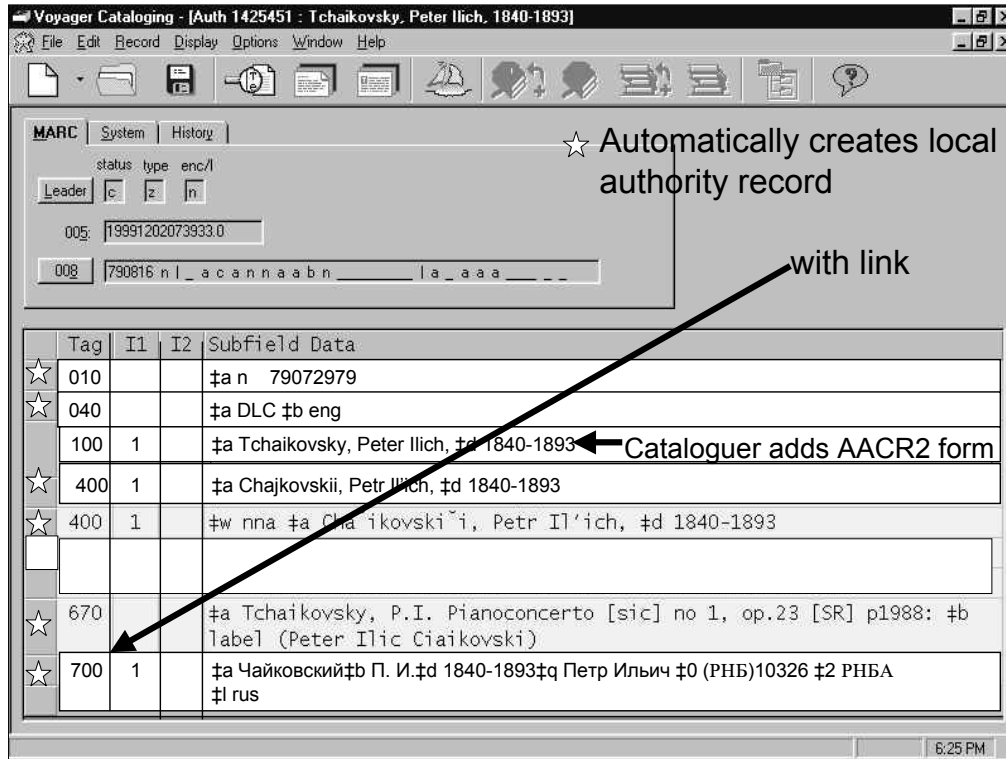 Voyager Cataloging - [Auth 1425451 : Tchaikovsky, Peter Ilich, 1840-1893]
File Edit Record Display Options Window Help
MARC System History
☆ Automatically creates local
authority record
status type enc/l
Leader c z n
005: 19991202073933.0
with link
008 790816 n | _ a c a n n a a b n ________ | a _ a a a ___ _ _
Tag I1 I2 Subfield Data
010 ‡a n 79072979
040 ‡a DLC ‡b eng
100 1 ‡a Tchaikovsky, Peter Ilich, ‡d 1840-1893 Cataloguer adds AACR2 form
400 1 ‡a Chajkovskii, Petr Il'ich, ‡d 1840-1893
400 1 ‡w nna ‡a Cha ikovski˘i, Petr Il′ich, ‡d 1840-1893
670 ‡a Tchaikovsky, P.I. Pianoconcerto [sic] no 1, op.23 [SR] p1988: ‡b
label (Peter Ilic Ciaikovski)
700 1 ‡a Чайковский‡b П. И.‡d 1840-1893‡q Петр Ильич ‡0 (РНБ)10326 ‡2 РНБА
‡l rus
6:25 PM